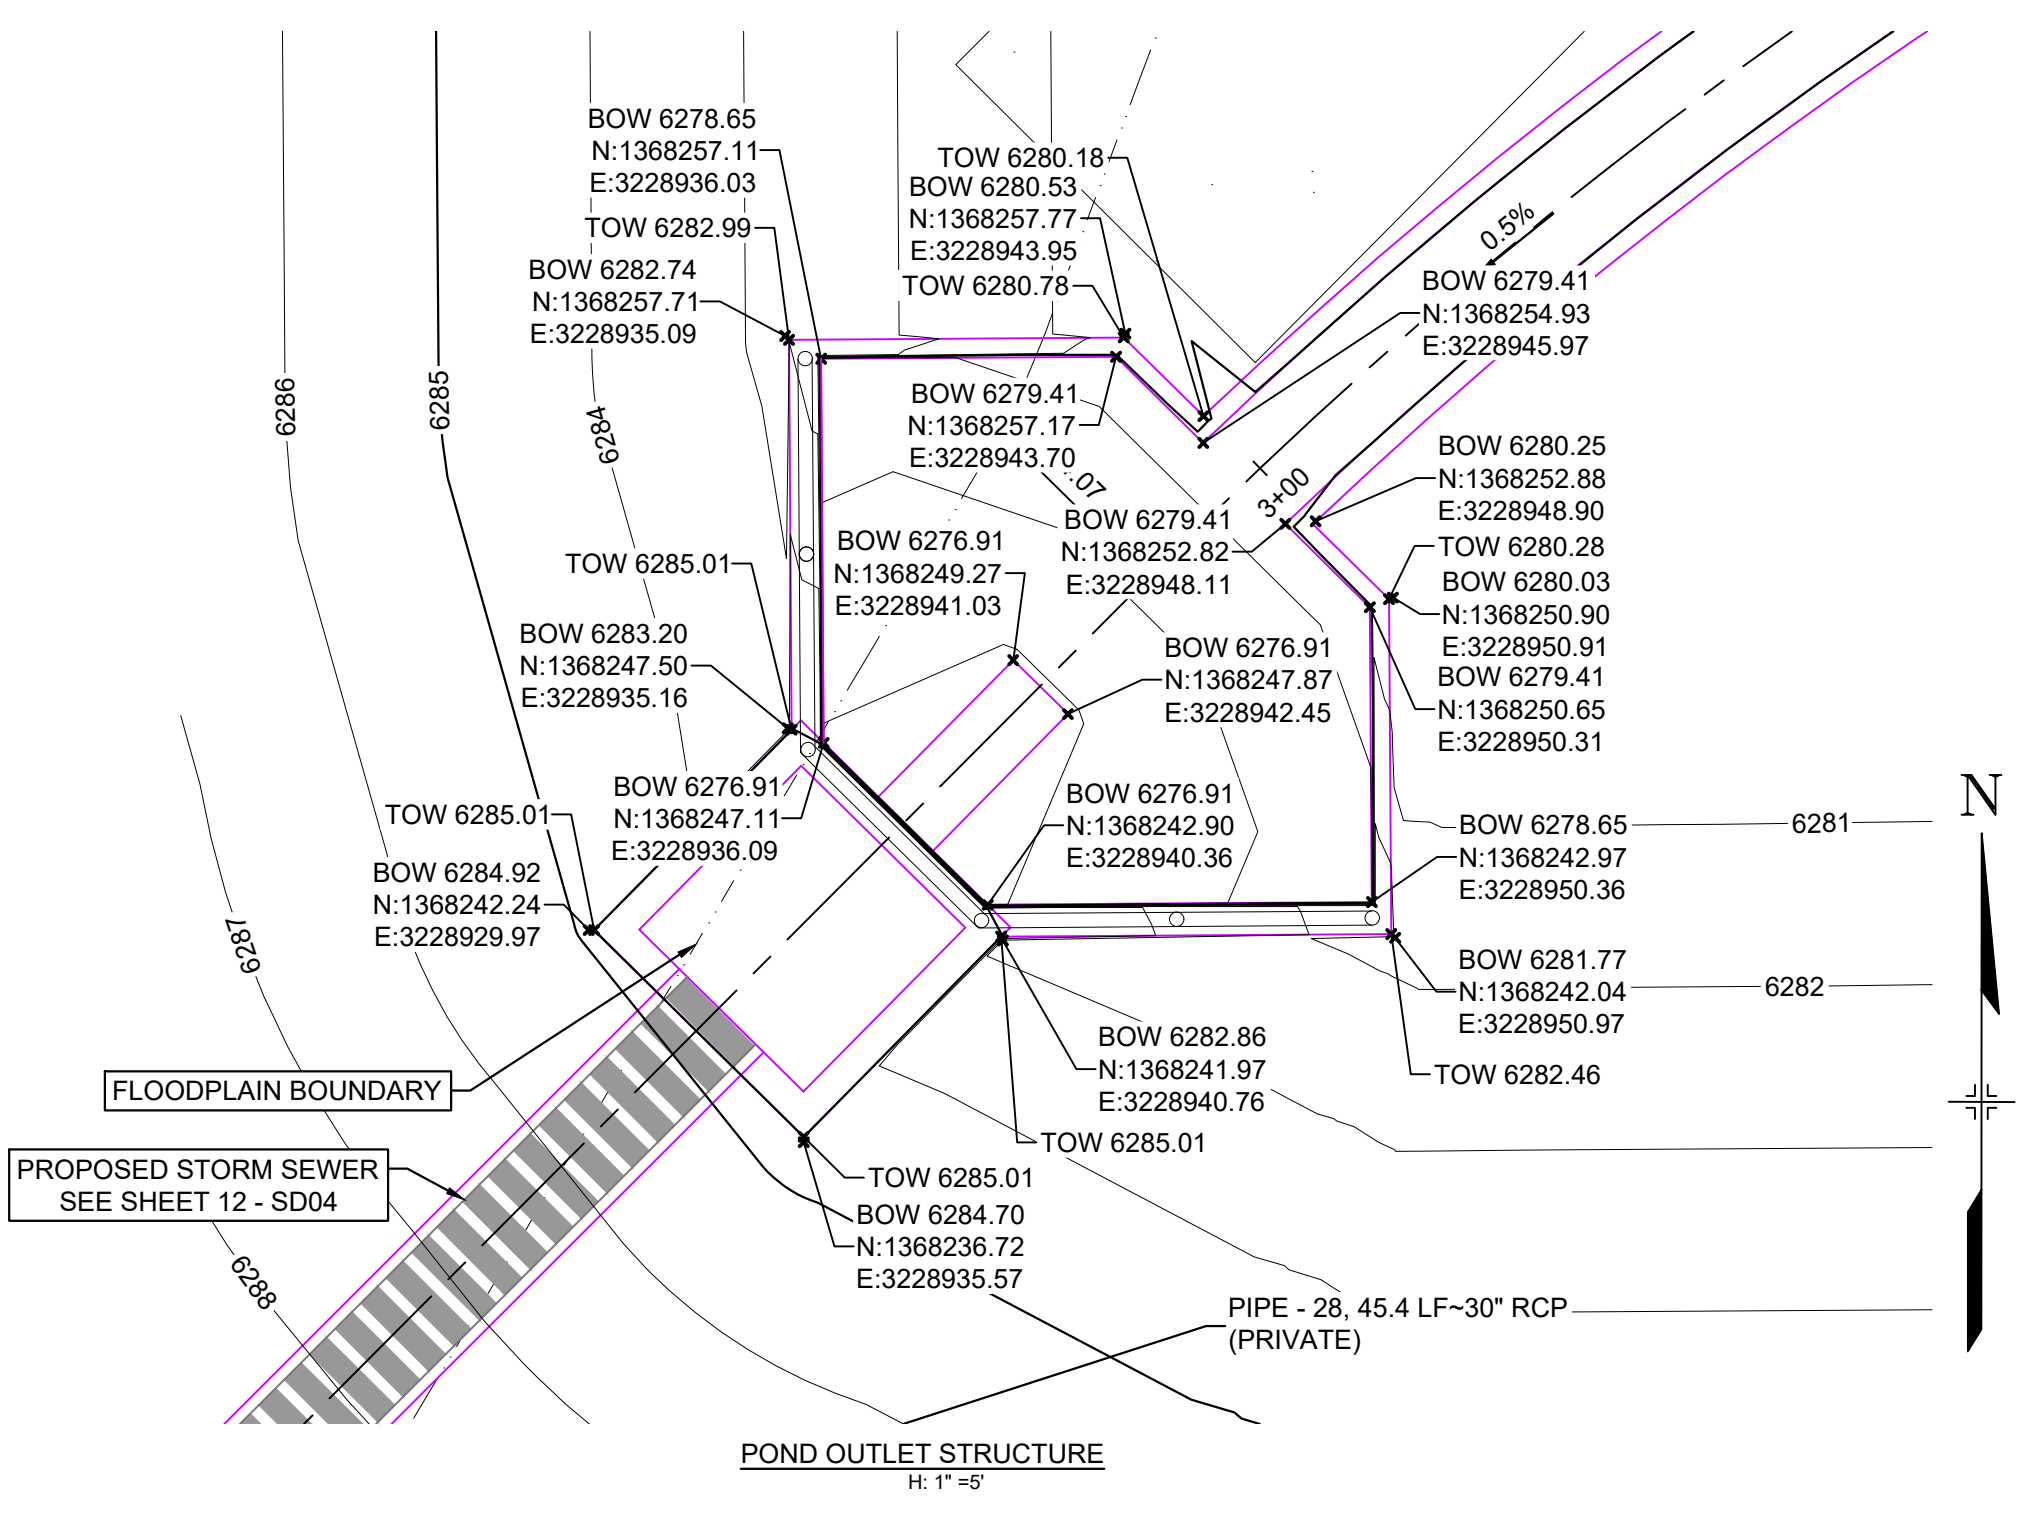 BOW 6278.65
N:1368257.11
E:3228936.03
TOW 6282.99
BOW 6282.74
N:1368257.71
E:3228935.09
TOW 6280.18
BOW 6280.53
N:1368257.77
E:3228943.95
TOW 6280.78
0.5%
BOW 6279.41
N:1368254.93
E:3228945.97
6286
6285
6284
BOW 6279.41
N:1368257.17
E:3228943.70
.07
3+00
BOW 6280.25
N:1368252.88
E:3228948.90
TOW 6280.28
BOW 6280.03
N:1368250.90
E:3228950.91
BOW 6279.41
N:1368250.65
E:3228950.31
BOW 6279.41
N:1368252.82
E:3228948.11
BOW 6276.91
N:1368249.27
E:3228941.03
TOW 6285.01
BOW 6283.20
N:1368247.50
E:3228935.16
BOW 6276.91
N:1368247.87
E:3228942.45
BOW 6276.91
N:1368247.11
E:3228936.09
TOW 6285.01
BOW 6284.92
N:1368242.24
E:3228929.97
BOW 6276.91
N:1368242.90
E:3228940.36
BOW 6278.65
N:1368242.97
E:3228950.36
6281
N
6287
BOW 6281.77
N:1368242.04
E:3228950.97
6282
TOW 6282.46
BOW 6282.86
N:1368241.97
E:3228940.76
TOW 6285.01
FLOODPLAIN BOUNDARY
PROPOSED STORM SEWER
SEE SHEET 12 - SD04
TOW 6285.01
BOW 6284.70
N:1368236.72
E:3228935.57
6288
PIPE - 28, 45.4 LF~30" RCP
(PRIVATE)
POND OUTLET STRUCTURE
H: 1" =5'